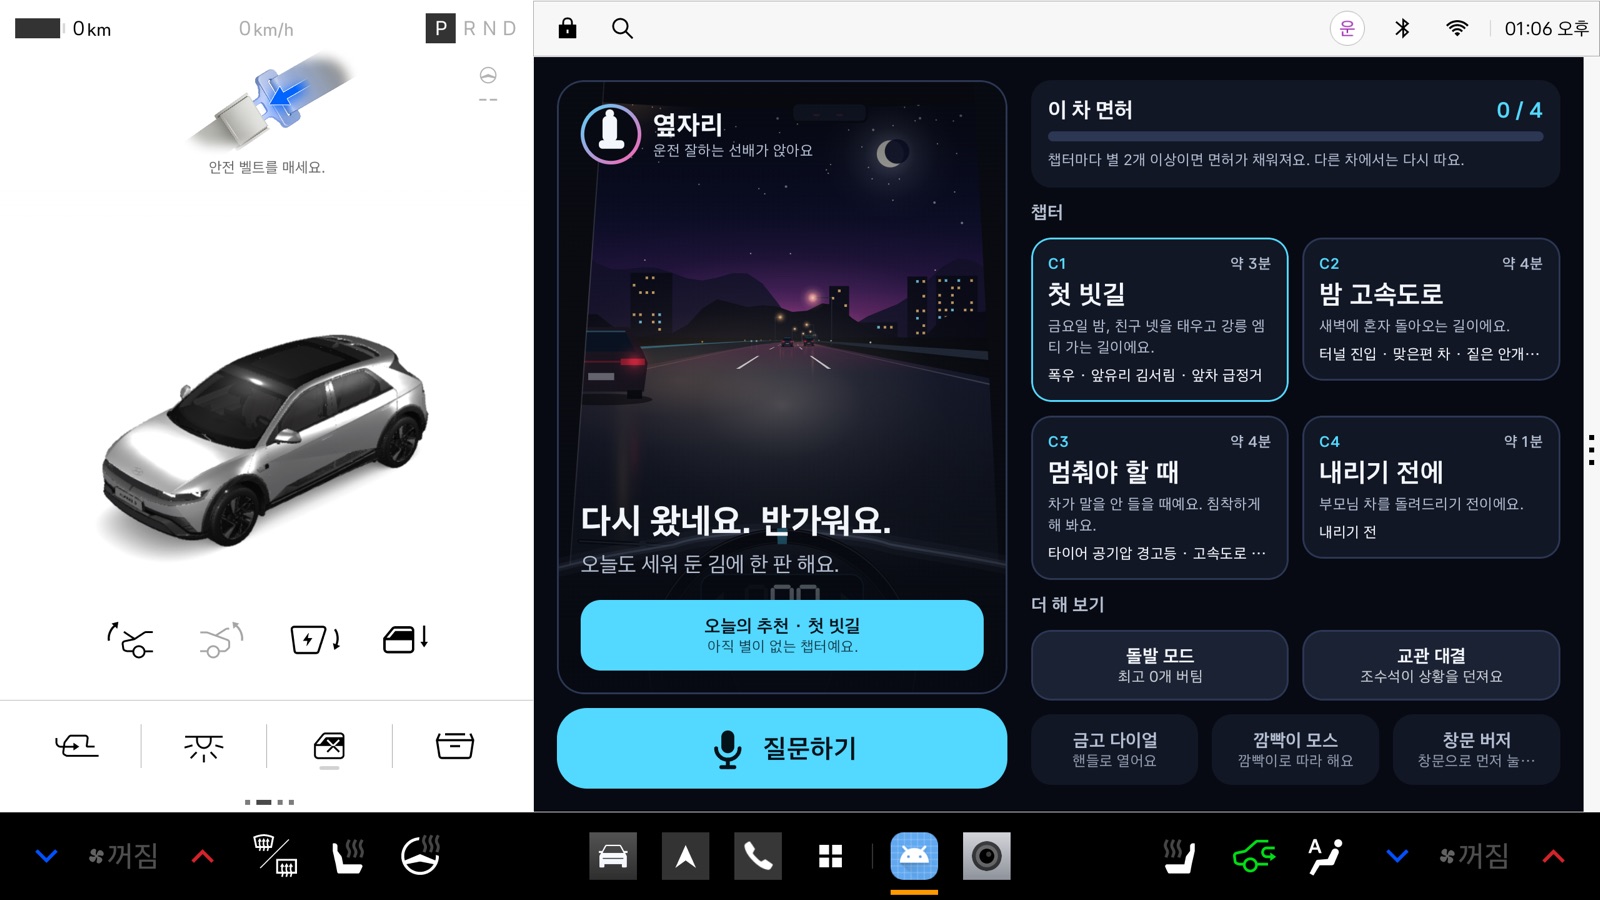 0 km
0 km/h
P R N D
안전 벨트를 매세요.
운
01:06 오후
옆자리
운전 잘하는 선배가 앉아요
다시 왔네요. 반가워요.
오늘도 세워 둔 김에 한 판 해요.
오늘의 추천 · 첫 빗길
아직 별이 없는 챕터예요.
질문하기
이 차 면허
0 / 4
챕터마다 별 2개 이상이면 면허가 채워져요. 다른 차에서는 다시 따요.
챕터
C1
약 3분
첫 빗길
금요일 밤, 친구 넷을 태우고 강릉 엠
티 가는 길이에요.
폭우 · 앞유리 김서림 · 앞차 급정거
C2
약 4분
밤 고속도로
새벽에 혼자 돌아오는 길이에요.
터널 진입 · 맞은편 차 · 짙은 안개…
C3
약 4분
멈춰야 할 때
차가 말을 안 들을 때예요. 침착하게
해 봐요.
타이어 공기압 경고등 · 고속도로 …
C4
약 1분
내리기 전에
부모님 차를 돌려드리기 전이에요.
내리기 전
더 해 보기
돌발 모드
최고 0개 버팀
교관 대결
조수석이 상황을 던져요
금고 다이얼
핸들로 열어요
깜빡이 모스
깜빡이로 따라 해요
창문 버저
창문으로 먼저 눌…
꺼짐
A
꺼짐